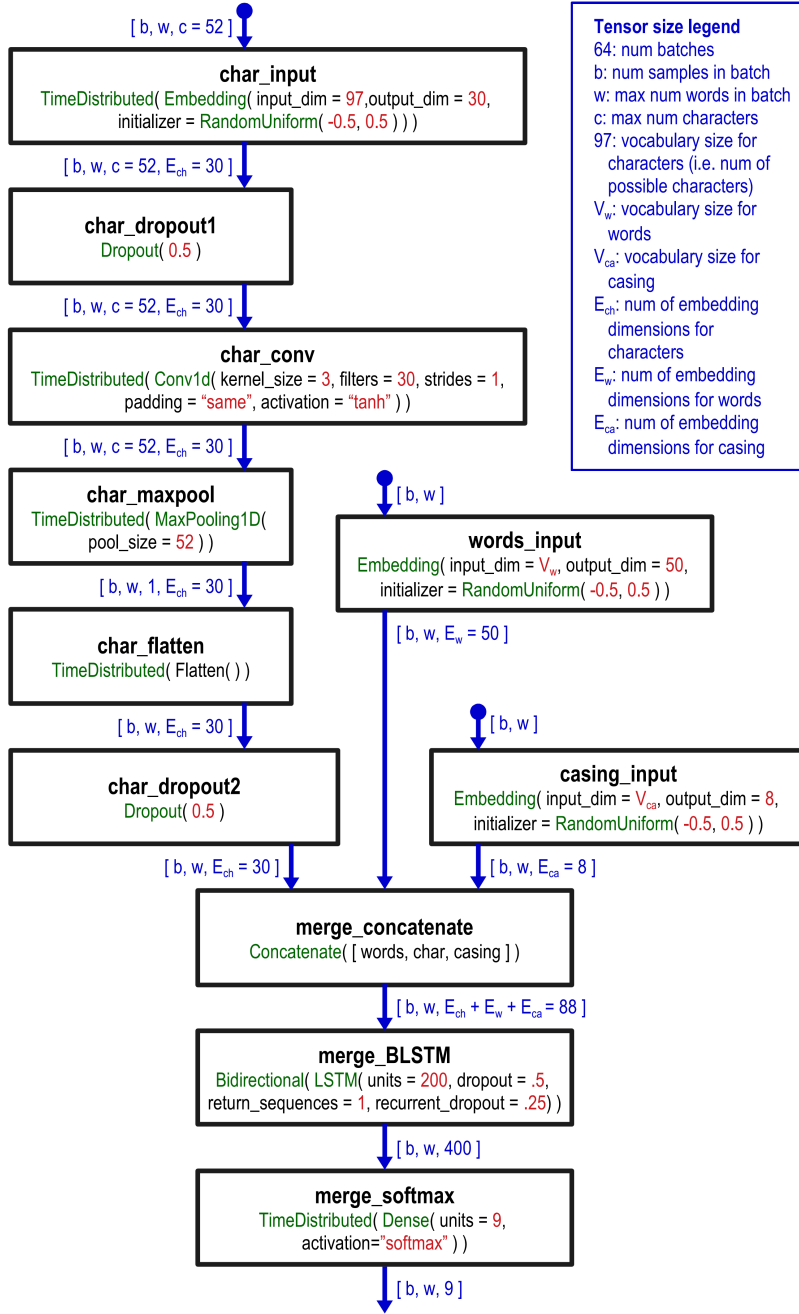 [ b, w, c = 52 ]
char_input
TimeDistributed( Embedding( input_dim = 97,output_dim = 30,
initializer = RandomUniform( -0.5, 0.5 ) ) )
[ b, w, c = 52, Ech = 30 ]
char_dropout1
Dropout( 0.5 )
[ b, w, c = 52, Ech = 30 ]
char_conv
TimeDistributed( Conv1d( kernel_size = 3, filters = 30, strides = 1,
padding = “same”, activation = “tanh” ) )
[ b, w, c = 52, Ech = 30 ]
char_maxpool
TimeDistributed( MaxPooling1D(
pool_size = 52 ) )
[ b, w, 1, Ech = 30 ]
char_flatten
TimeDistributed( Flatten( ) )
[ b, w, Ech = 30 ]
char_dropout2
Dropout( 0.5 )
[ b, w, Ech = 30 ]
[ b, w ]
words_input
Embedding( input_dim = Vw, output_dim = 50,
initializer = RandomUniform( -0.5, 0.5 ) )
[ b, w, Ew = 50 ]
[ b, w ]
casing_input
Embedding( input_dim = Vca, output_dim = 8,
initializer = RandomUniform( -0.5, 0.5 ) )
[ b, w, Eca = 8 ]
merge_concatenate
Concatenate( [ words, char, casing ] )
[ b, w, Ech + Ew + Eca = 88 ]
merge_BLSTM
Bidirectional( LSTM( units = 200, dropout = .5,
return_sequences = 1, recurrent_dropout = .25) )
[ b, w, 400 ]
merge_softmax
TimeDistributed( Dense( units = 9,
activation=”softmax” ) )
[ b, w, 9 ]
Tensor size legend
64: num batches
b: num samples in batch
w: max num words in batch
c: max num characters
97: vocabulary size for
characters (i.e. num of
possible characters)
Vw: vocabulary size for
words
Vca: vocabulary size for
casing
Ech: num of embedding
dimensions for
characters
Ew: num of embedding
dimensions for words
Eca: num of embedding
dimensions for casing